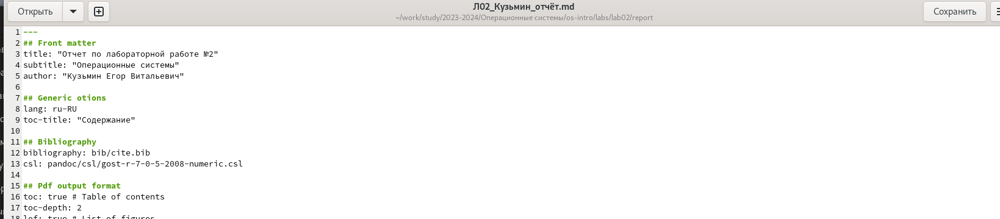 Открыть
Л02_Кузьмин_отчёт.md
~/work/study/2023-2024/Операционные системы/os-intro/labs/lab02/report
Сохранить
1 ---
2 ## Front matter
3 title: "Отчет по лабораторной работе №2"
4 subtitle: "Операционные системы"
5 author: "Кузьмин Егор Витальевич"
6
7 ## Generic otions
8 lang: ru-RU
9 toc-title: "Содержание"
10
11 ## Bibliography
12 bibliography: bib/cite.bib
13 csl: pandoc/csl/gost-r-7-0-5-2008-numeric.csl
14
15 ## Pdf output format
16 toc: true # Table of contents
17 toc-depth: 2
18 lof: true # List of figures